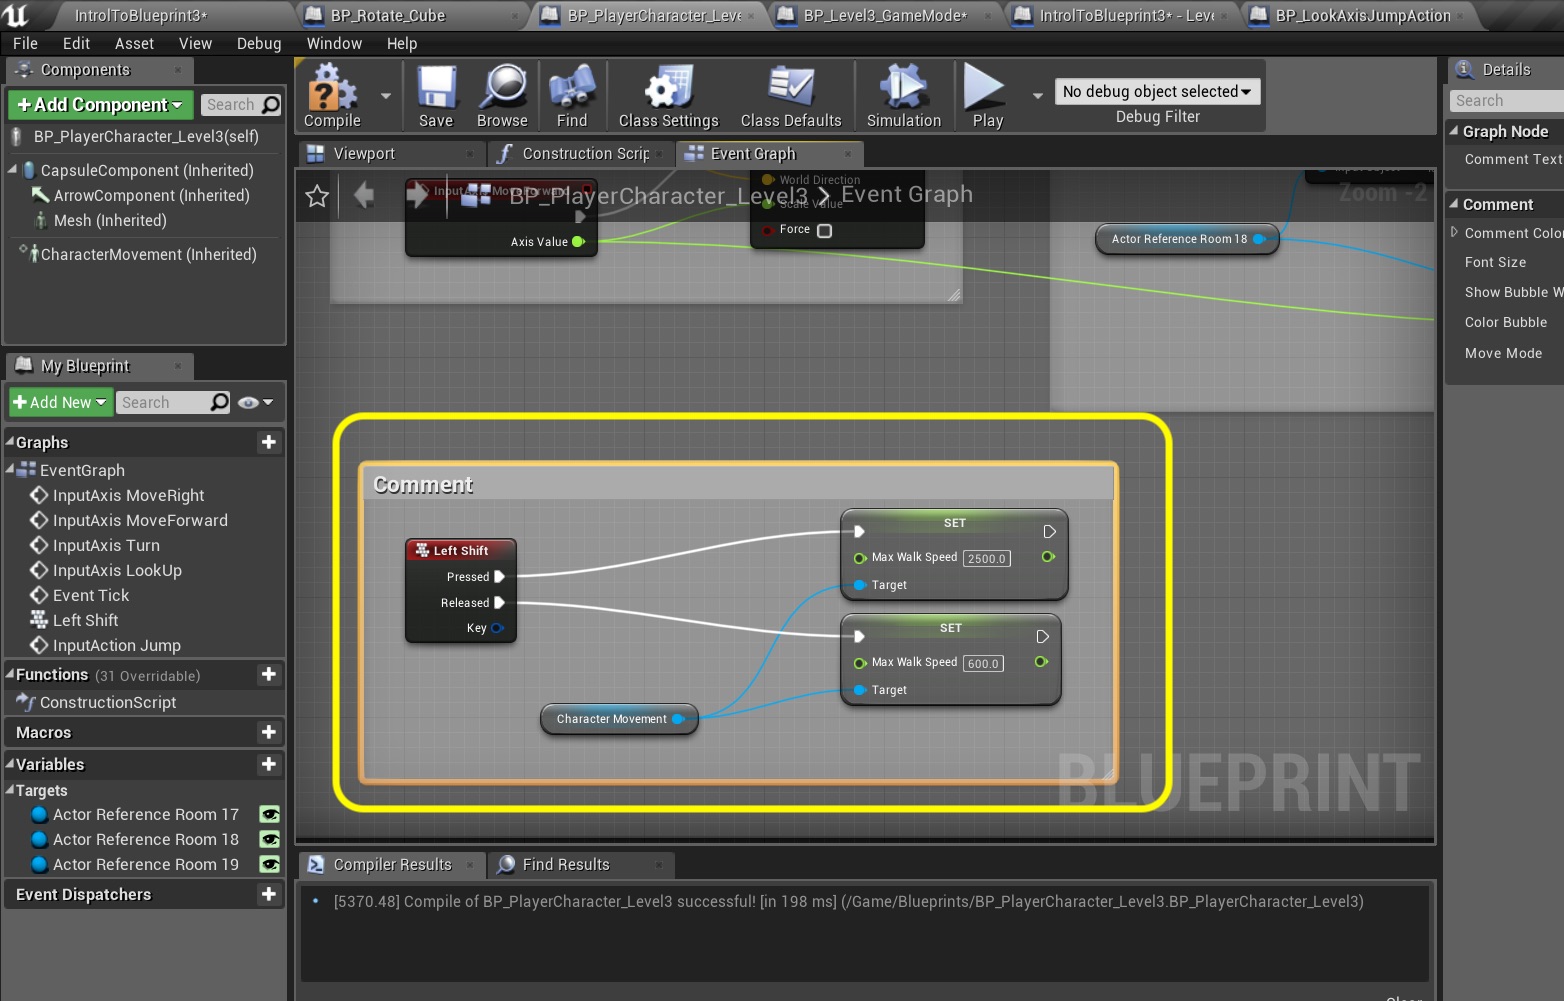 IntrolToBlueprint3*
BP_Rotate_Cube
BP_PlayerCharacter_Leve
BP_Level3_GameMode*
IntrolToBlueprint3* - Leve
BP_LookAxisJumpAction
File Edit Asset View Debug Window Help
Components
Add Component
Search
BP_PlayerCharacter_Level3(self)
CapsuleComponent (Inherited)
ArrowComponent (Inherited)
Mesh (Inherited)
CharacterMovement (Inherited)
My Blueprint
Add New
Search
Graphs
EventGraph
InputAxis MoveRight
InputAxis MoveForward
InputAxis Turn
InputAxis LookUp
Event Tick
Left Shift
InputAction Jump
Functions (31 Overridable)
ConstructionScript
Macros
Variables
Targets
Actor Reference Room 17
Actor Reference Room 18
Actor Reference Room 19
Event Dispatchers
Compile
Save
Browse
Find
Class Settings
Class Defaults
Simulation
Play
No debug object selected
Debug Filter
Viewport
Construction Scrip
Event Graph
BP_PlayerCharacter_Level3 > Event Graph
Zoom -2
InputAxis MoveForward
Axis Value
World Direction
Scale Value
Force
Actor Reference Room 18
Comment
Left Shift
Pressed
Released
Key
Character Movement
SET
Max Walk Speed 2500.0
Target
SET
Max Walk Speed 600.0
Target
BLUEPRINT
Compiler Results
Find Results
[5370.48] Compile of BP_PlayerCharacter_Level3 successful! [in 198 ms] (/Game/Blueprints/BP_PlayerCharacter_Level3.BP_PlayerCharacter_Level3)
Clear
Details
Search
Graph Node
Comment Text
Comment
Comment Color
Font Size
Show Bubble W
Color Bubble
Move Mode